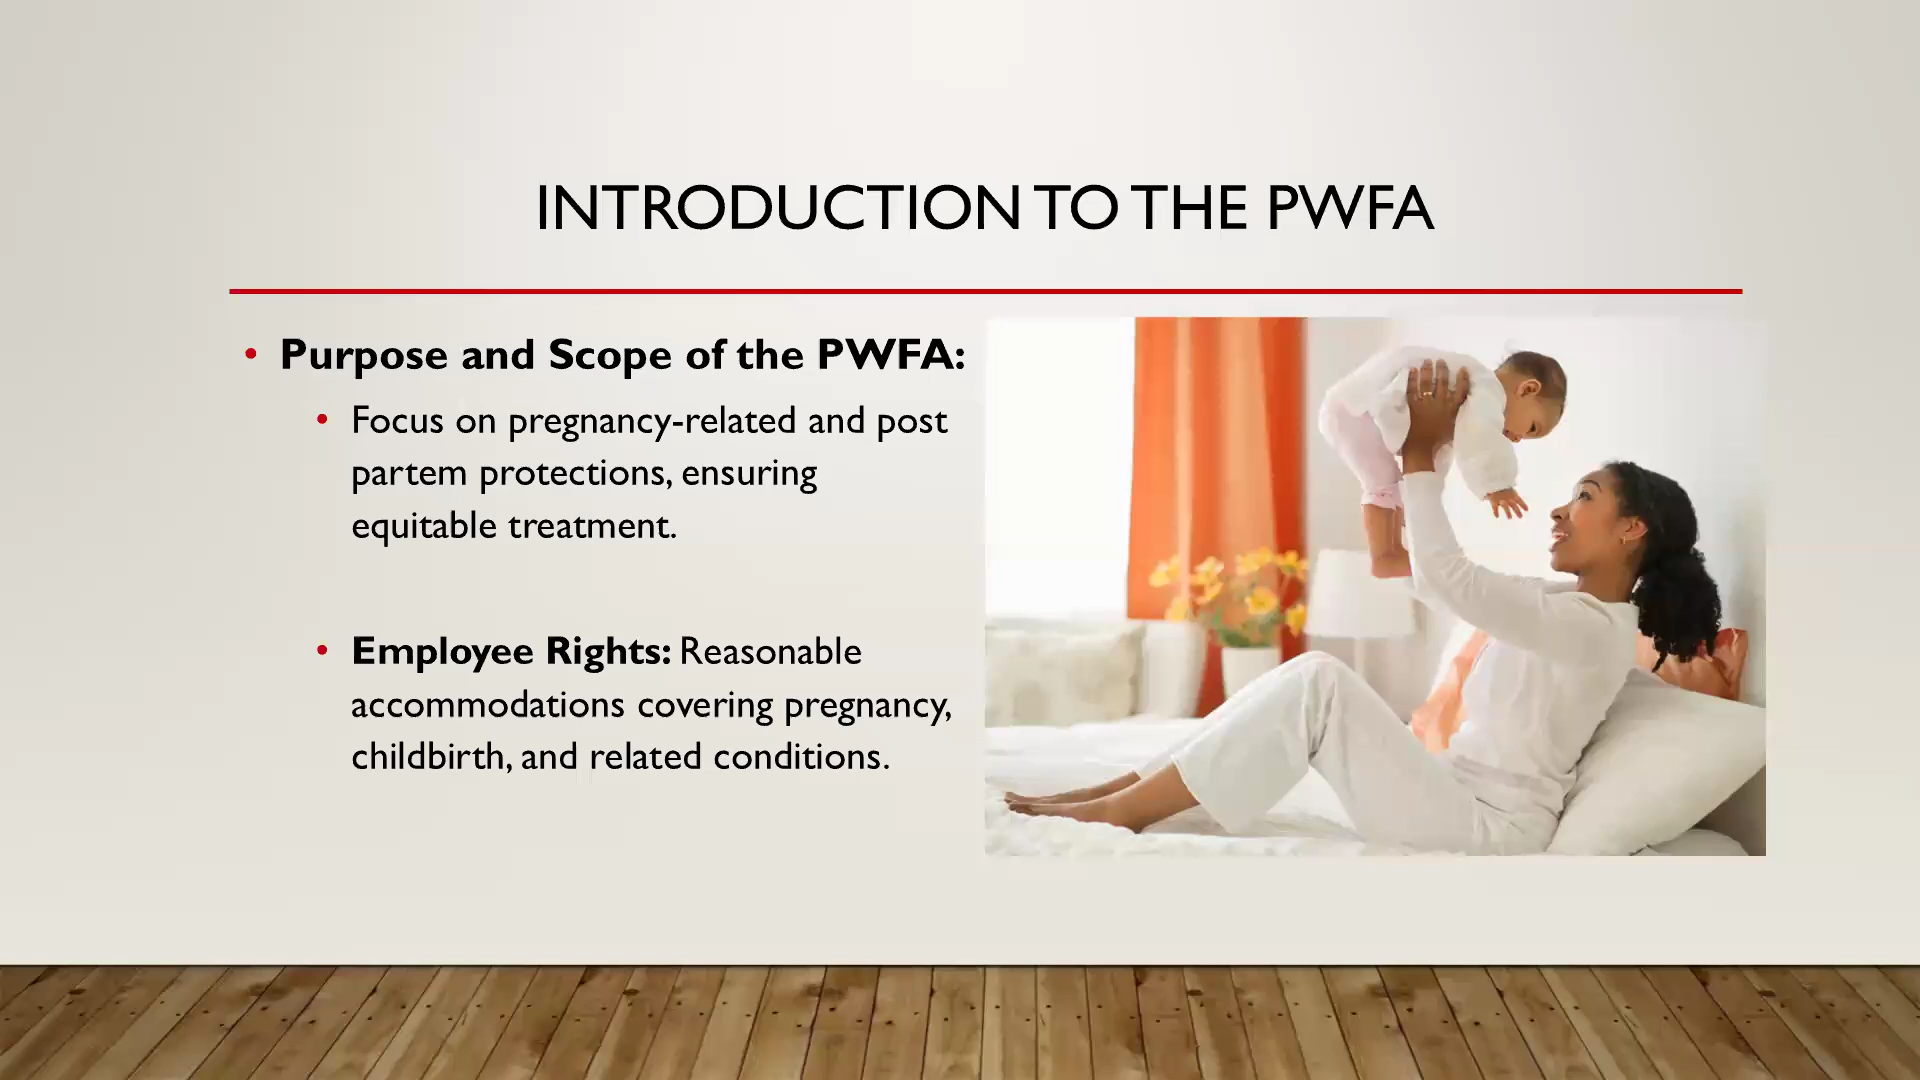 INTRODUCTION TO THE PWFA
• Purpose and Scope of the PWFA:
• Focus on pregnancy-related and post
partem protections, ensuring
equitable treatment.
• Employee Rights: Reasonable
accommodations covering pregnancy,
childbirth, and related conditions.